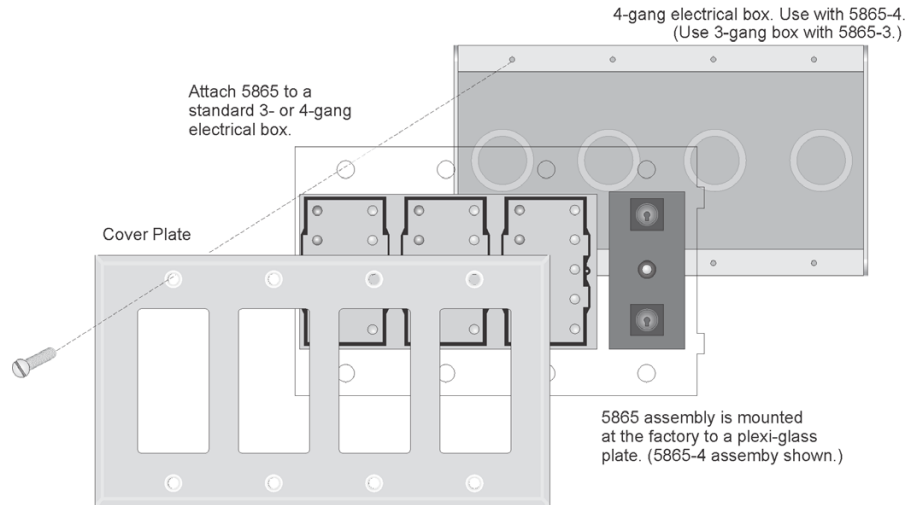 4-gang electrical box. Use with 5865-4.
(Use 3-gang box with 5865-3.)
Attach 5865 to a
standard 3- or 4-gang
electrical box.
Cover Plate
5865 assembly is mounted
at the factory to a plexi-glass
plate. (5865-4 assemby shown.)